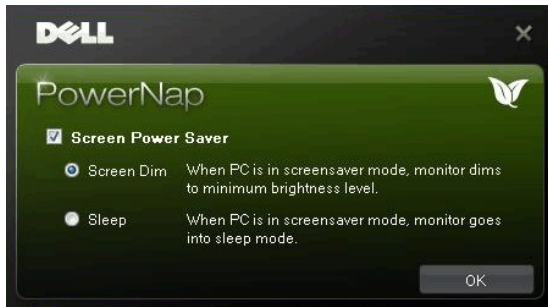 DELL
PowerNap
Screen Power Saver
Screen Dim When PC is in screensaver mode, monitor dims
to minimum brightness level.
Sleep When PC is in screensaver mode, monitor goes
into sleep mode.
OK